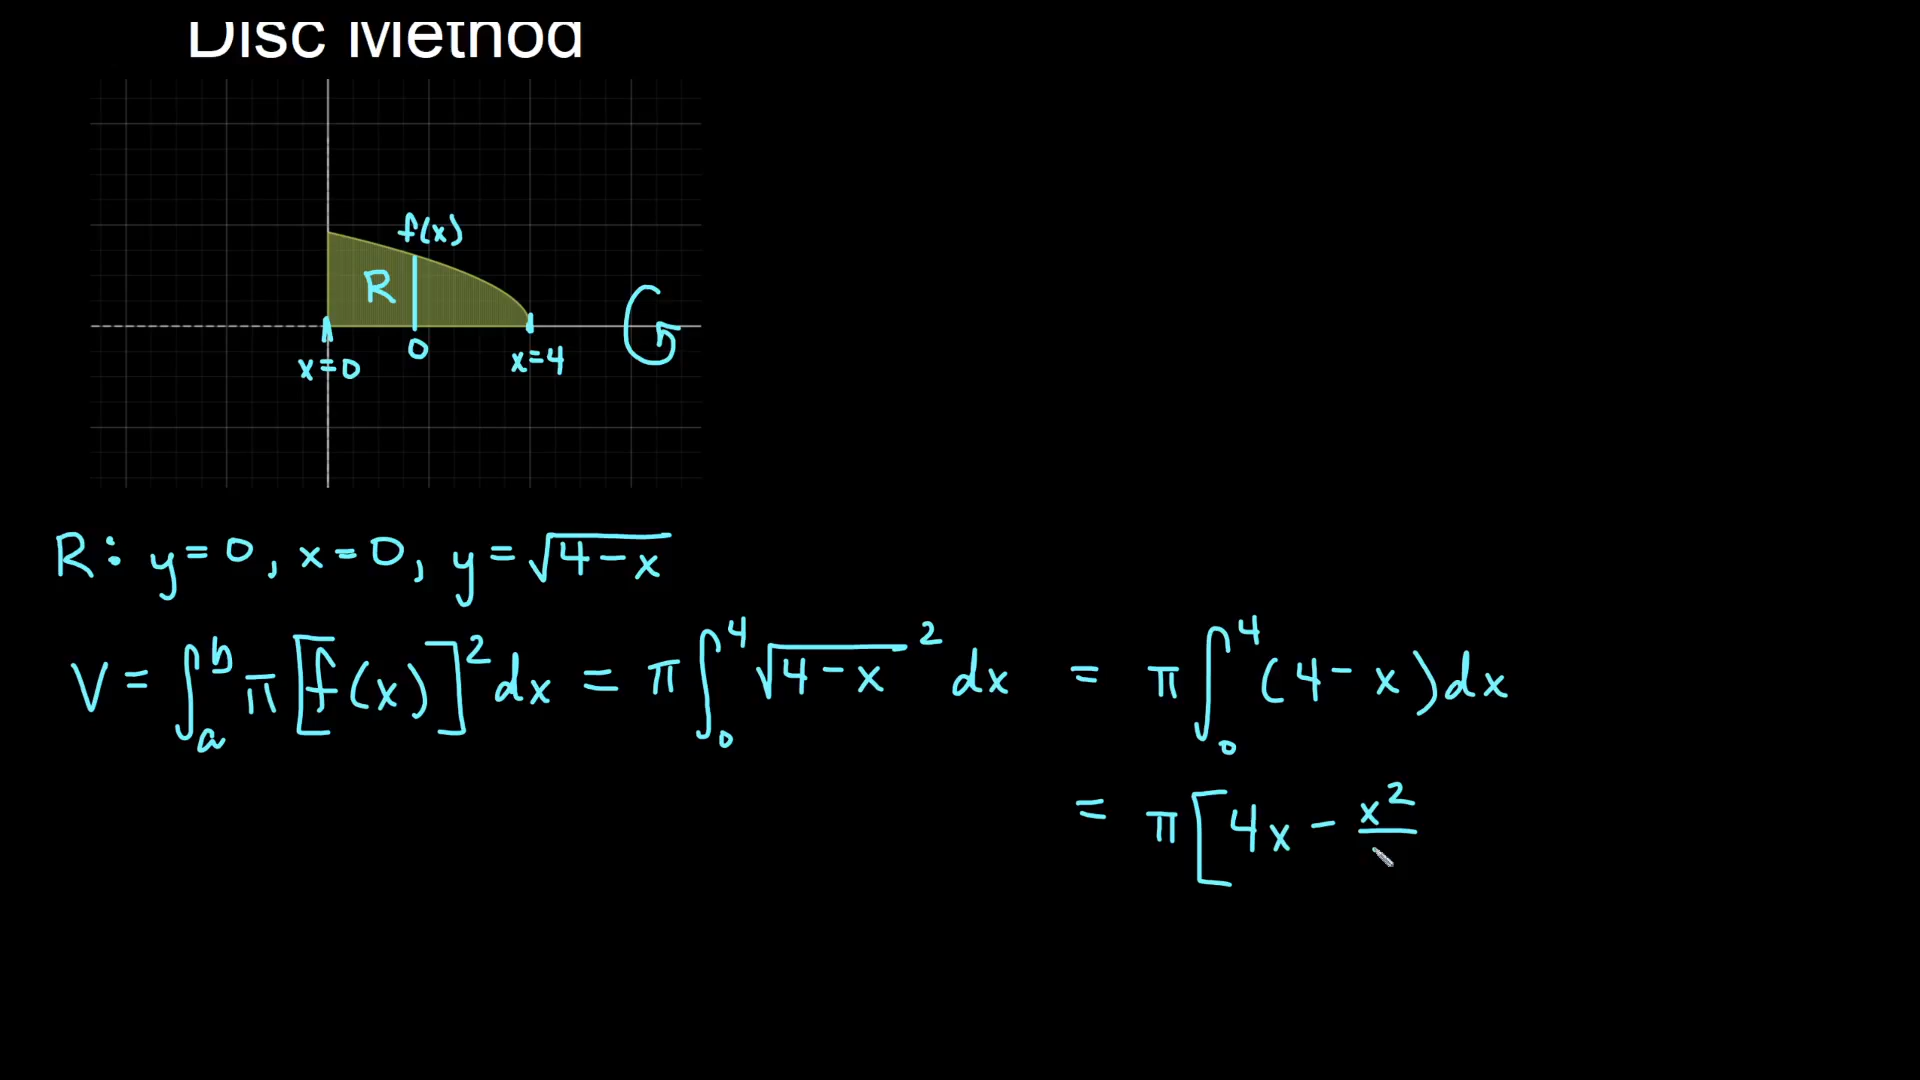 Disc Method
f(x)
R
0
x=0
x=4
R: y=0, x=0, y=√4-x
V = ∫ₐᵇ π [f(x)]² dx = π ∫₀⁴ √4-x ² dx = π ∫₀⁴ (4-x)dx
= π [4x - x²/